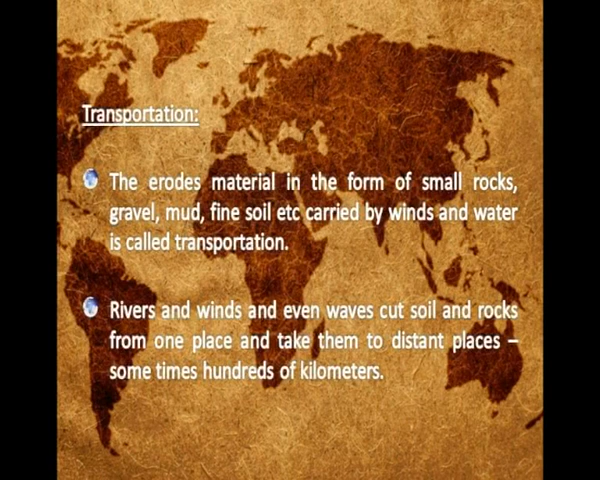 Transportation:
The erodes material in the form of small rocks,
gravel, mud, fine soil etc carried by winds and water
is called transportation.
Rivers and winds and even waves cut soil and rocks
from one place and take them to distant places –
some times hundreds of kilometers.